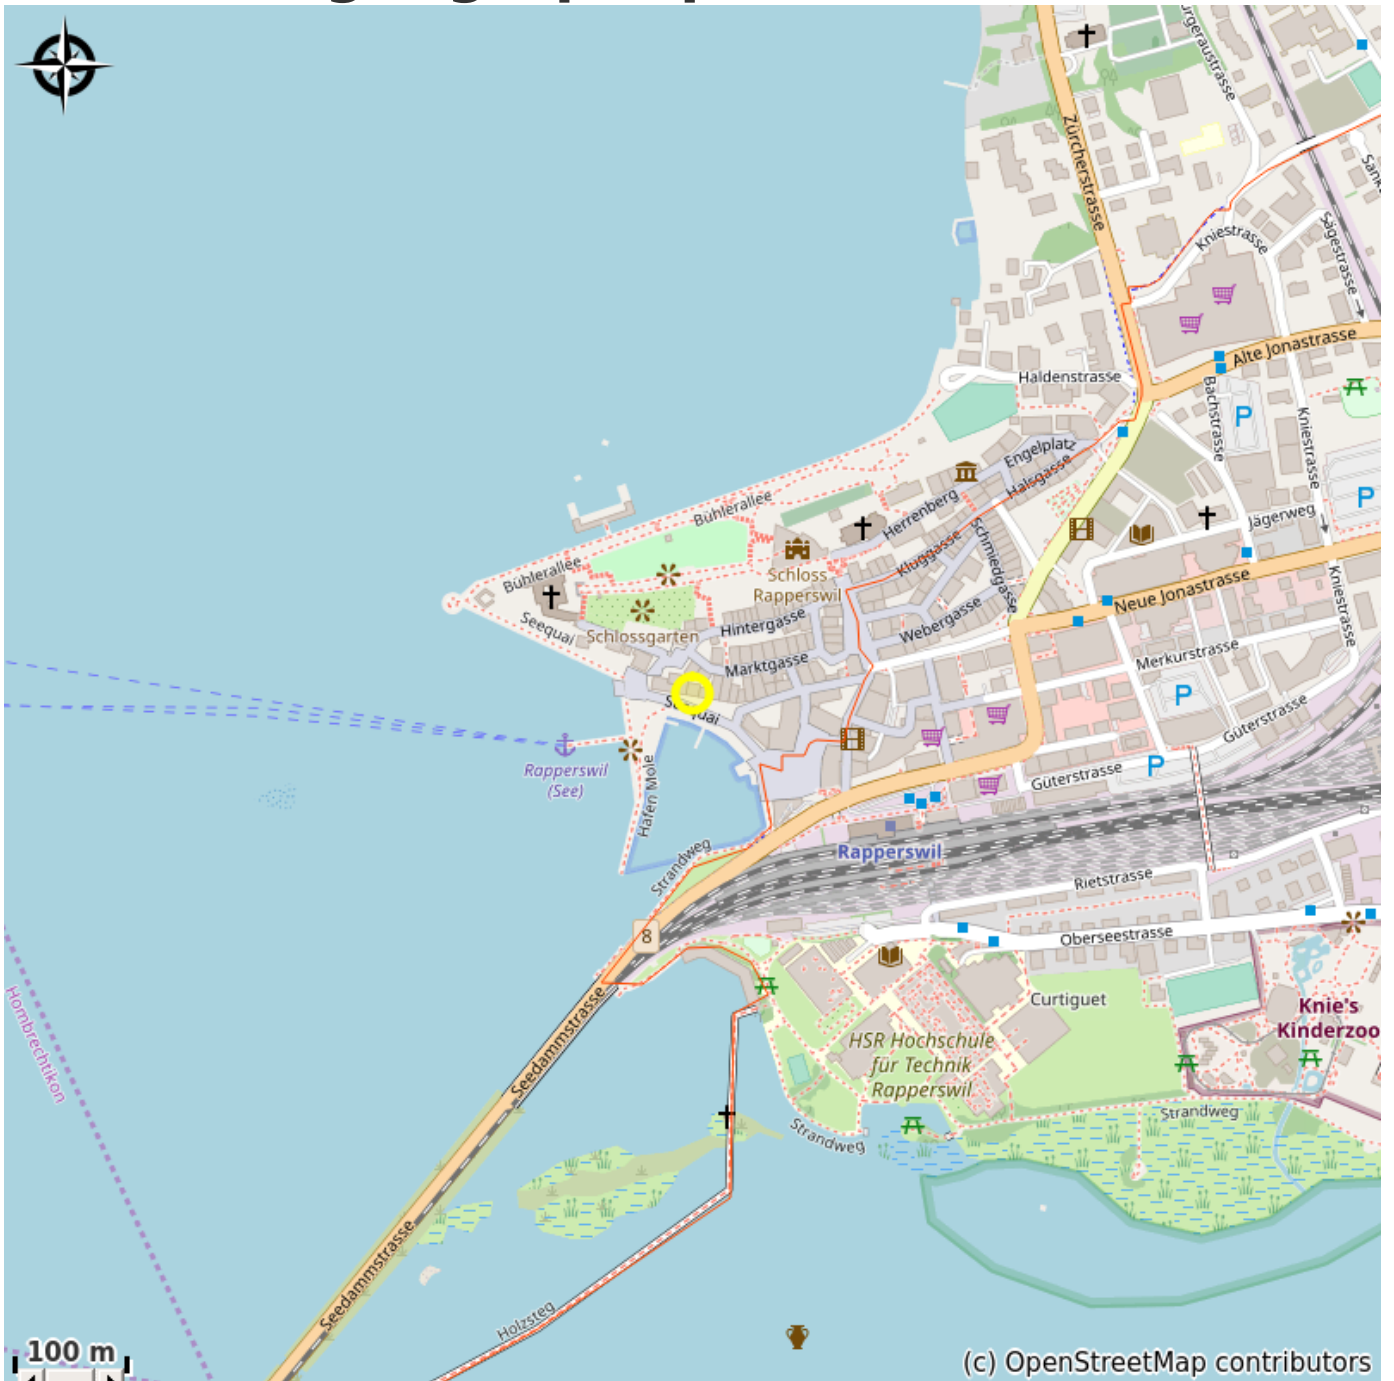 Zürcherstrasse
Kniestrasse
Sägestrasse
Alte Jonastrasse
Haldenstrasse
Bachstrasse
P
Kniestrasse
P
Engelplatz
Halsgasse
Bühlerallee
Herrenberg
Jägerweg
Kluggasse
Schmiedgasse
Bühlerallee
Schloss
Rapperswil
Neue Jonastrasse
Kniestrasse
Seequai
Schlossgarten
Hintergasse
Webergasse
Marktgasse
Merkurstrasse
P
Seequai
Güterstrasse
Rapperswil
(See)
Hafen Mole
Güterstrasse
P
Strandweg
Rapperswil
Rietstrasse
8
Oberseestrasse
Curtiguet
Knie's
Kinderzoo
Hombrechtikon
Seedammstrasse
HSR Hochschule
für Technik
Rapperswil
Strandweg
Strandweg
Seedammstrasse
Holzsteg
100 m
(c) OpenStreetMap contributors